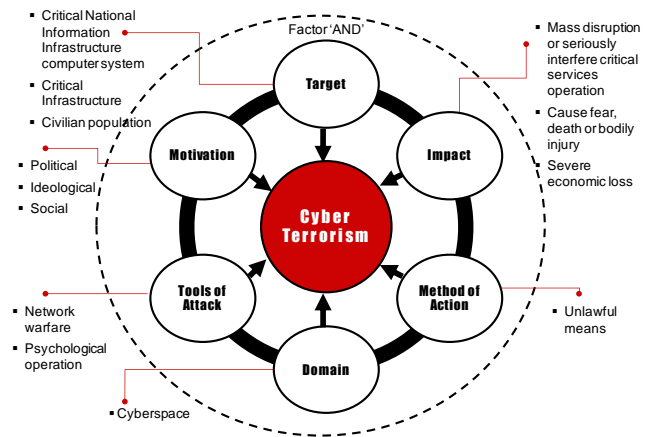 Factor ‘AND’
▪ Critical National
Information
Infrastructure
computer system
▪ Critical
Infrastructure
▪ Civilian population
Target
▪ Mass disruption
or seriously
interfere critical
services
operation
▪ Cause fear,
death or bodily
injury
▪ Severe
economic loss
Motivation
Impact
▪ Political
▪ Ideological
▪ Social
Cyber
Terrorism
Tools of
Attack
Method of
Action
▪ Network
warfare
▪ Psychological
operation
▪ Unlawful
means
Domain
▪ Cyberspace